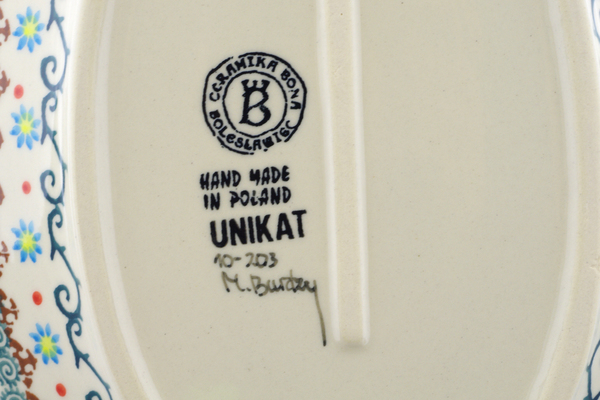 CERAMIKA BONA
B
BOLESŁAWIEC
HAND MADE
IN POLAND
UNIKAT
10-203
M. Burdzy